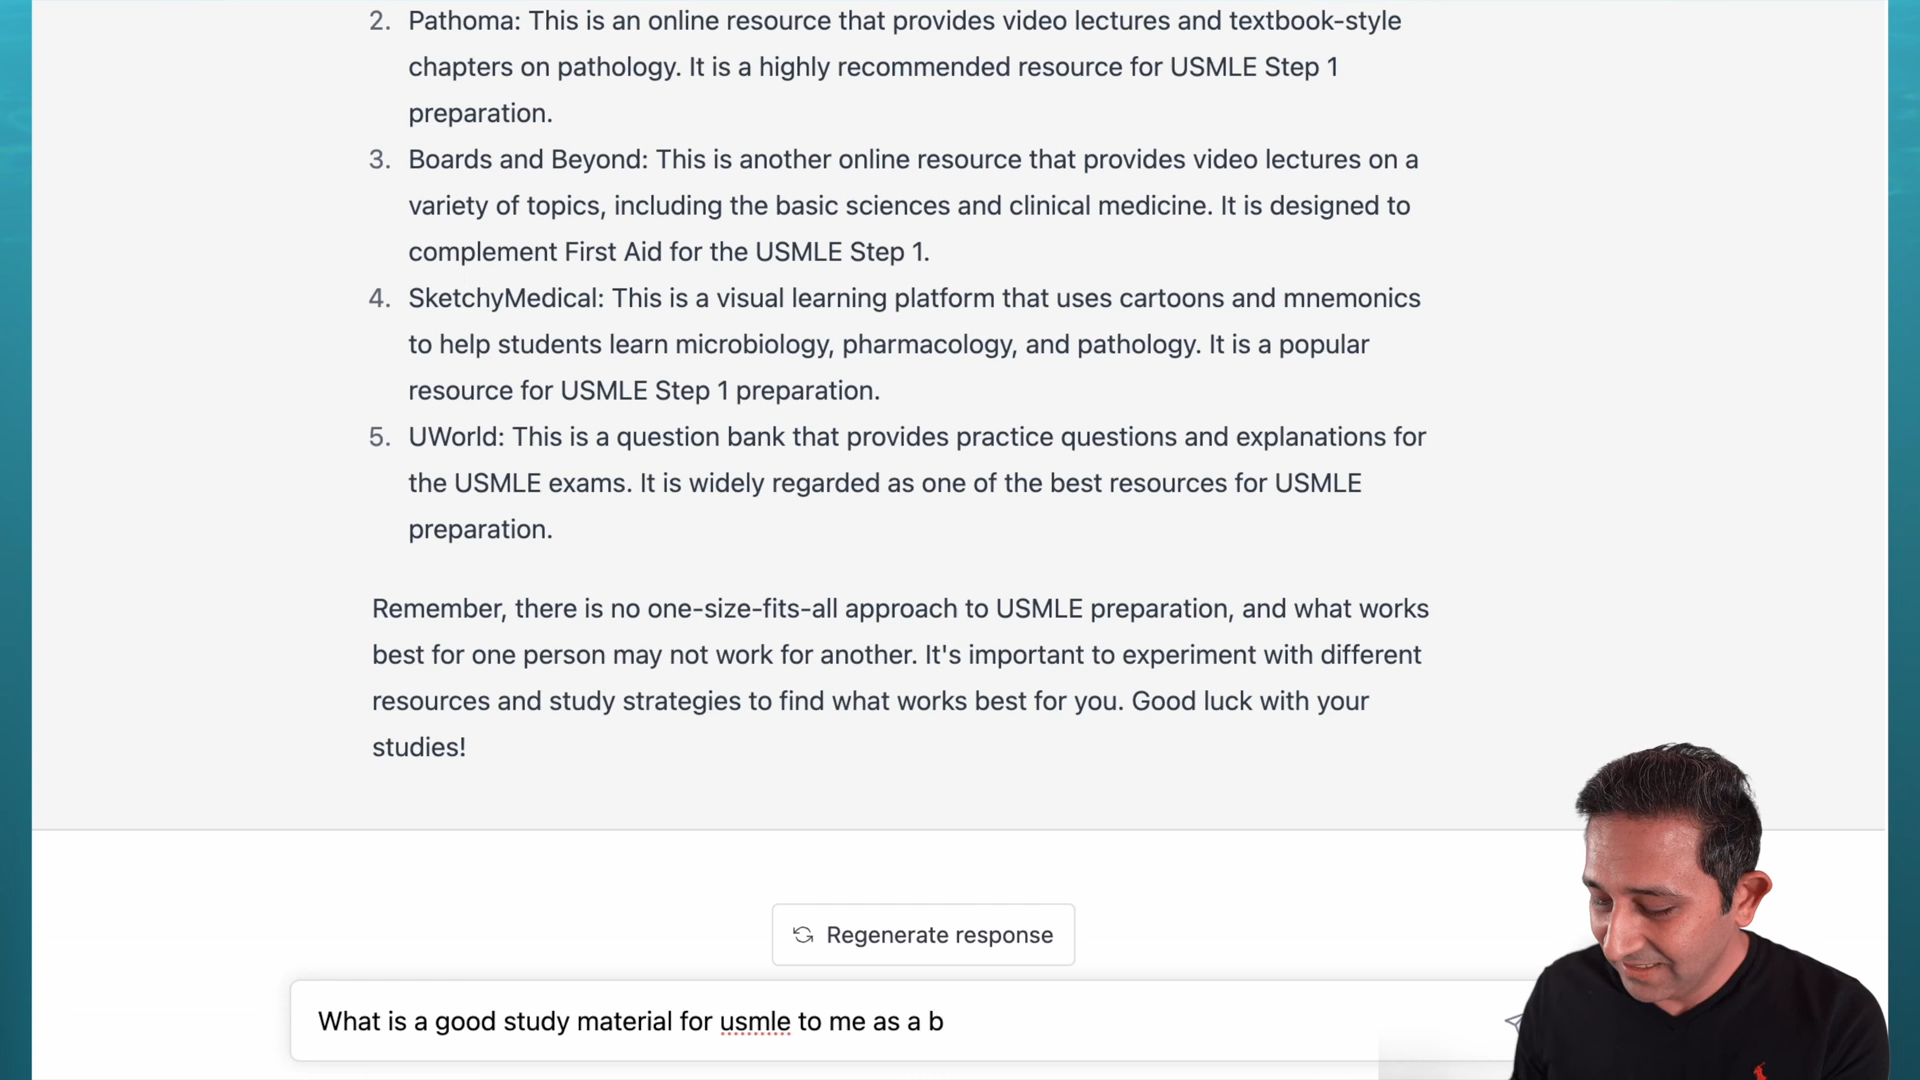 2. Pathoma: This is an online resource that provides video lectures and textbook-style
chapters on pathology. It is a highly recommended resource for USMLE Step 1
preparation.
3. Boards and Beyond: This is another online resource that provides video lectures on a
variety of topics, including the basic sciences and clinical medicine. It is designed to
complement First Aid for the USMLE Step 1.
4. SketchyMedical: This is a visual learning platform that uses cartoons and mnemonics
to help students learn microbiology, pharmacology, and pathology. It is a popular
resource for USMLE Step 1 preparation.
5. UWorld: This is a question bank that provides practice questions and explanations for
the USMLE exams. It is widely regarded as one of the best resources for USMLE
preparation.
Remember, there is no one-size-fits-all approach to USMLE preparation, and what works
best for one person may not work for another. It's important to experiment with different
resources and study strategies to find what works best for you. Good luck with your
studies!
Regenerate response
What is a good study material for usmle to me as a b